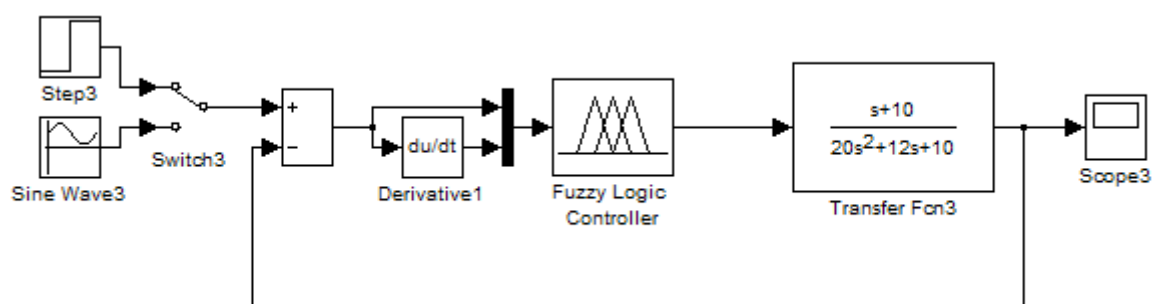 Step3
Sine Wave3
Switch3
+
−
du/dt
Derivative1
Fuzzy Logic
Controller
s+10
20s²+12s+10
Transfer Fcn3
Scope3